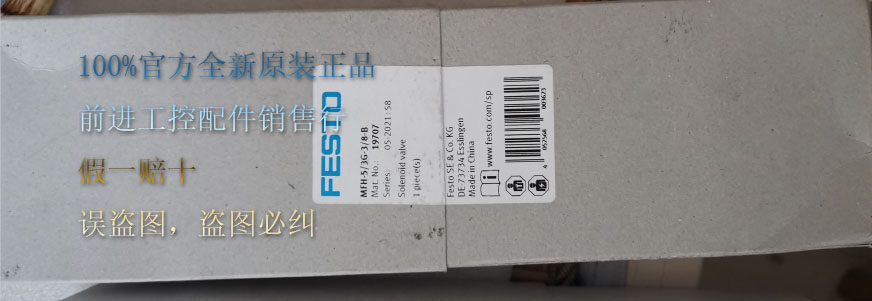 100%官方全新原装正品
前进工控配件销售行
假一赔十
误盗图，盗图必纠
FESTO
MFH-5/3G-3/8-B
Mat. No.: 19707
Series: 05-2021: S8
Solenoid valve
1 piece(s)
Festo SE & Co. KG
DE-73734 Esslingen
Made in China
www.festo.com/sp